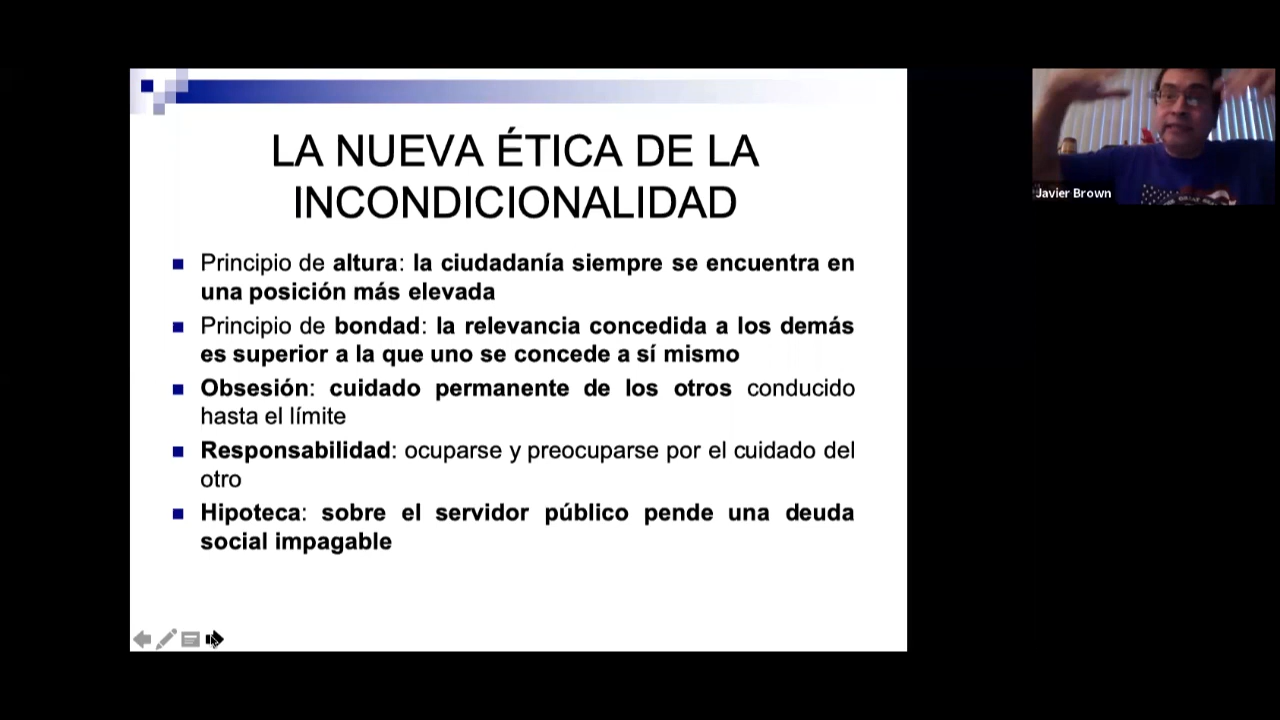 LA NUEVA ÉTICA DE LA
INCONDICIONALIDAD
Principio de altura: la ciudadanía siempre se encuentra en
una posición más elevada
Principio de bondad: la relevancia concedida a los demás
es superior a la que uno se concede a sí mismo
Obsesión: cuidado permanente de los otros conducido
hasta el límite
Responsabilidad: ocuparse y preocuparse por el cuidado del
otro
Hipoteca: sobre el servidor público pende una deuda
social impagable
Javier Brown